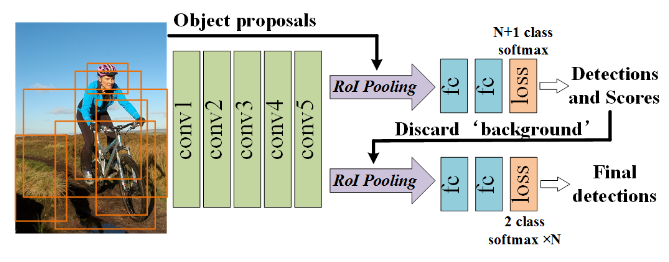 Object proposals
conv1
conv2
conv3
conv4
conv5
RoI Pooling
fc
fc
N+1 class
softmax
loss
Detections
and Scores
Discard ‘background’
RoI Pooling
fc
fc
loss
2 class
softmax ×N
Final
detections